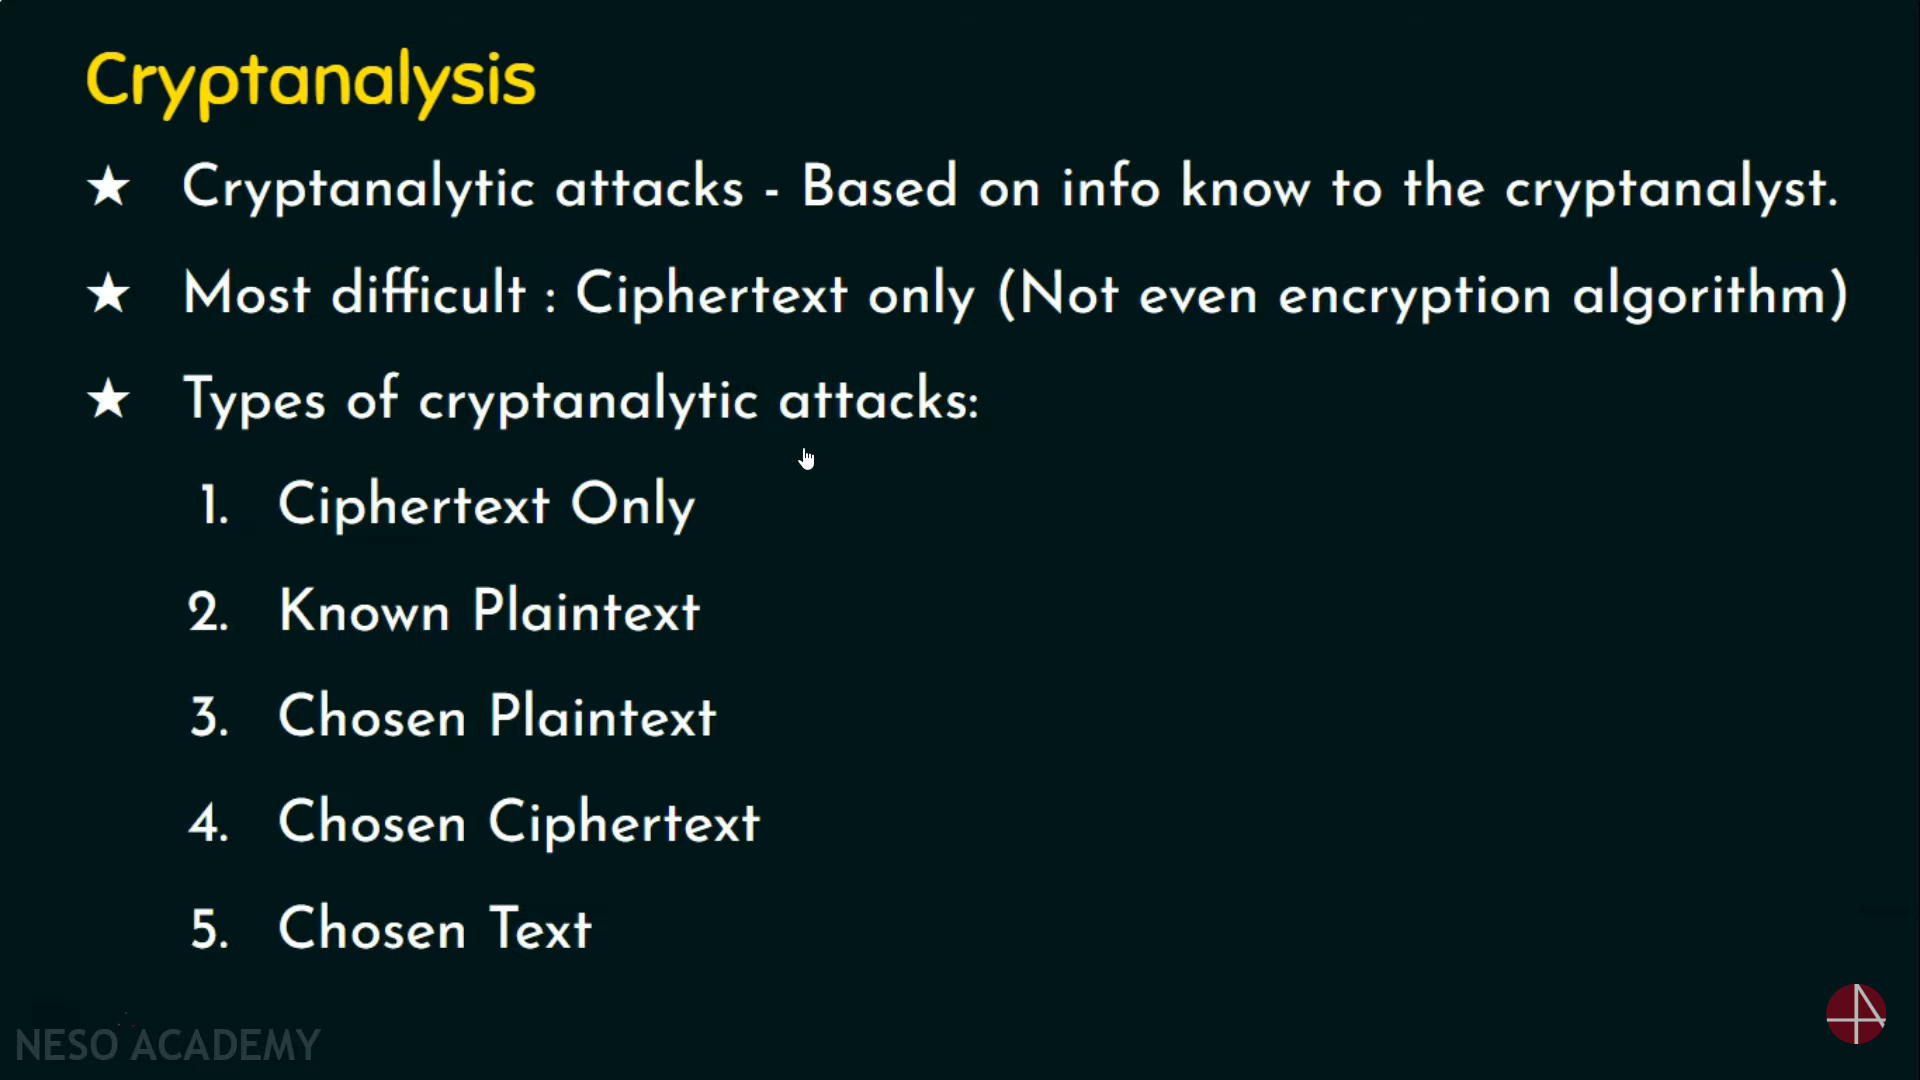 Cryptanalysis
★ Cryptanalytic attacks - Based on info know to the cryptanalyst.
★ Most difficult : Ciphertext only (Not even encryption algorithm)
★ Types of cryptanalytic attacks:
1. Ciphertext Only
2. Known Plaintext
3. Chosen Plaintext
4. Chosen Ciphertext
5. Chosen Text
NESO ACADEMY